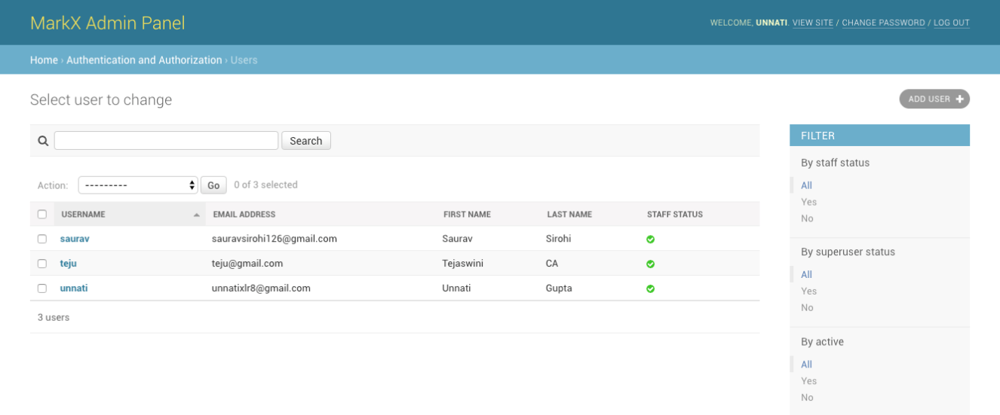 MarkX Admin Panel
WELCOME, UNNATI. VIEW SITE / CHANGE PASSWORD / LOG OUT
Home › Authentication and Authorization › Users
Select user to change
ADD USER +
Search
Action: --------- Go 0 of 3 selected
USERNAME EMAIL ADDRESS FIRST NAME LAST NAME STAFF STATUS
saurav sauravsirohi126@gmail.com Saurav Sirohi
teju teju@gmail.com Tejaswini CA
unnati unnatixlr8@gmail.com Unnati Gupta
3 users
FILTER
By staff status
All
Yes
No
By superuser status
All
Yes
No
By active
All
Yes
No